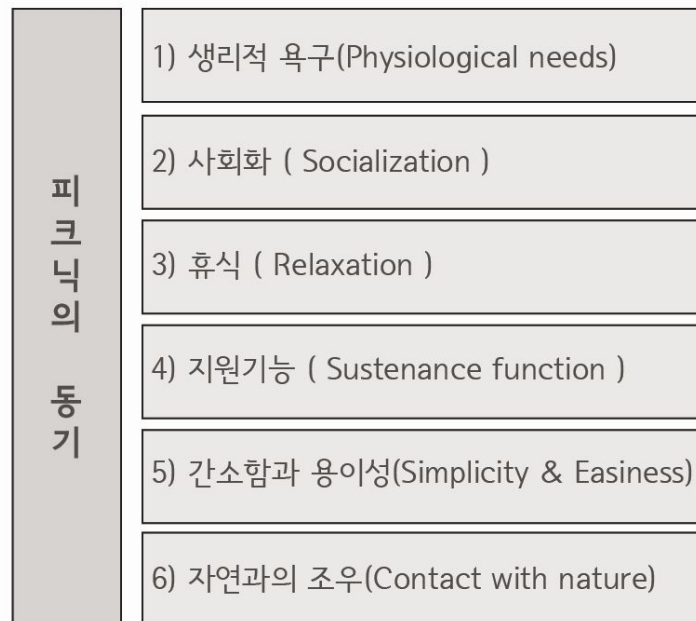 피크닉의 동기
1) 생리적 욕구(Physiological needs)
2) 사회화 ( Socialization )
3) 휴식 ( Relaxation )
4) 지원기능 ( Sustenance function )
5) 간소함과 용이성(Simplicity & Easiness)
6) 자연과의 조우(Contact with nature)